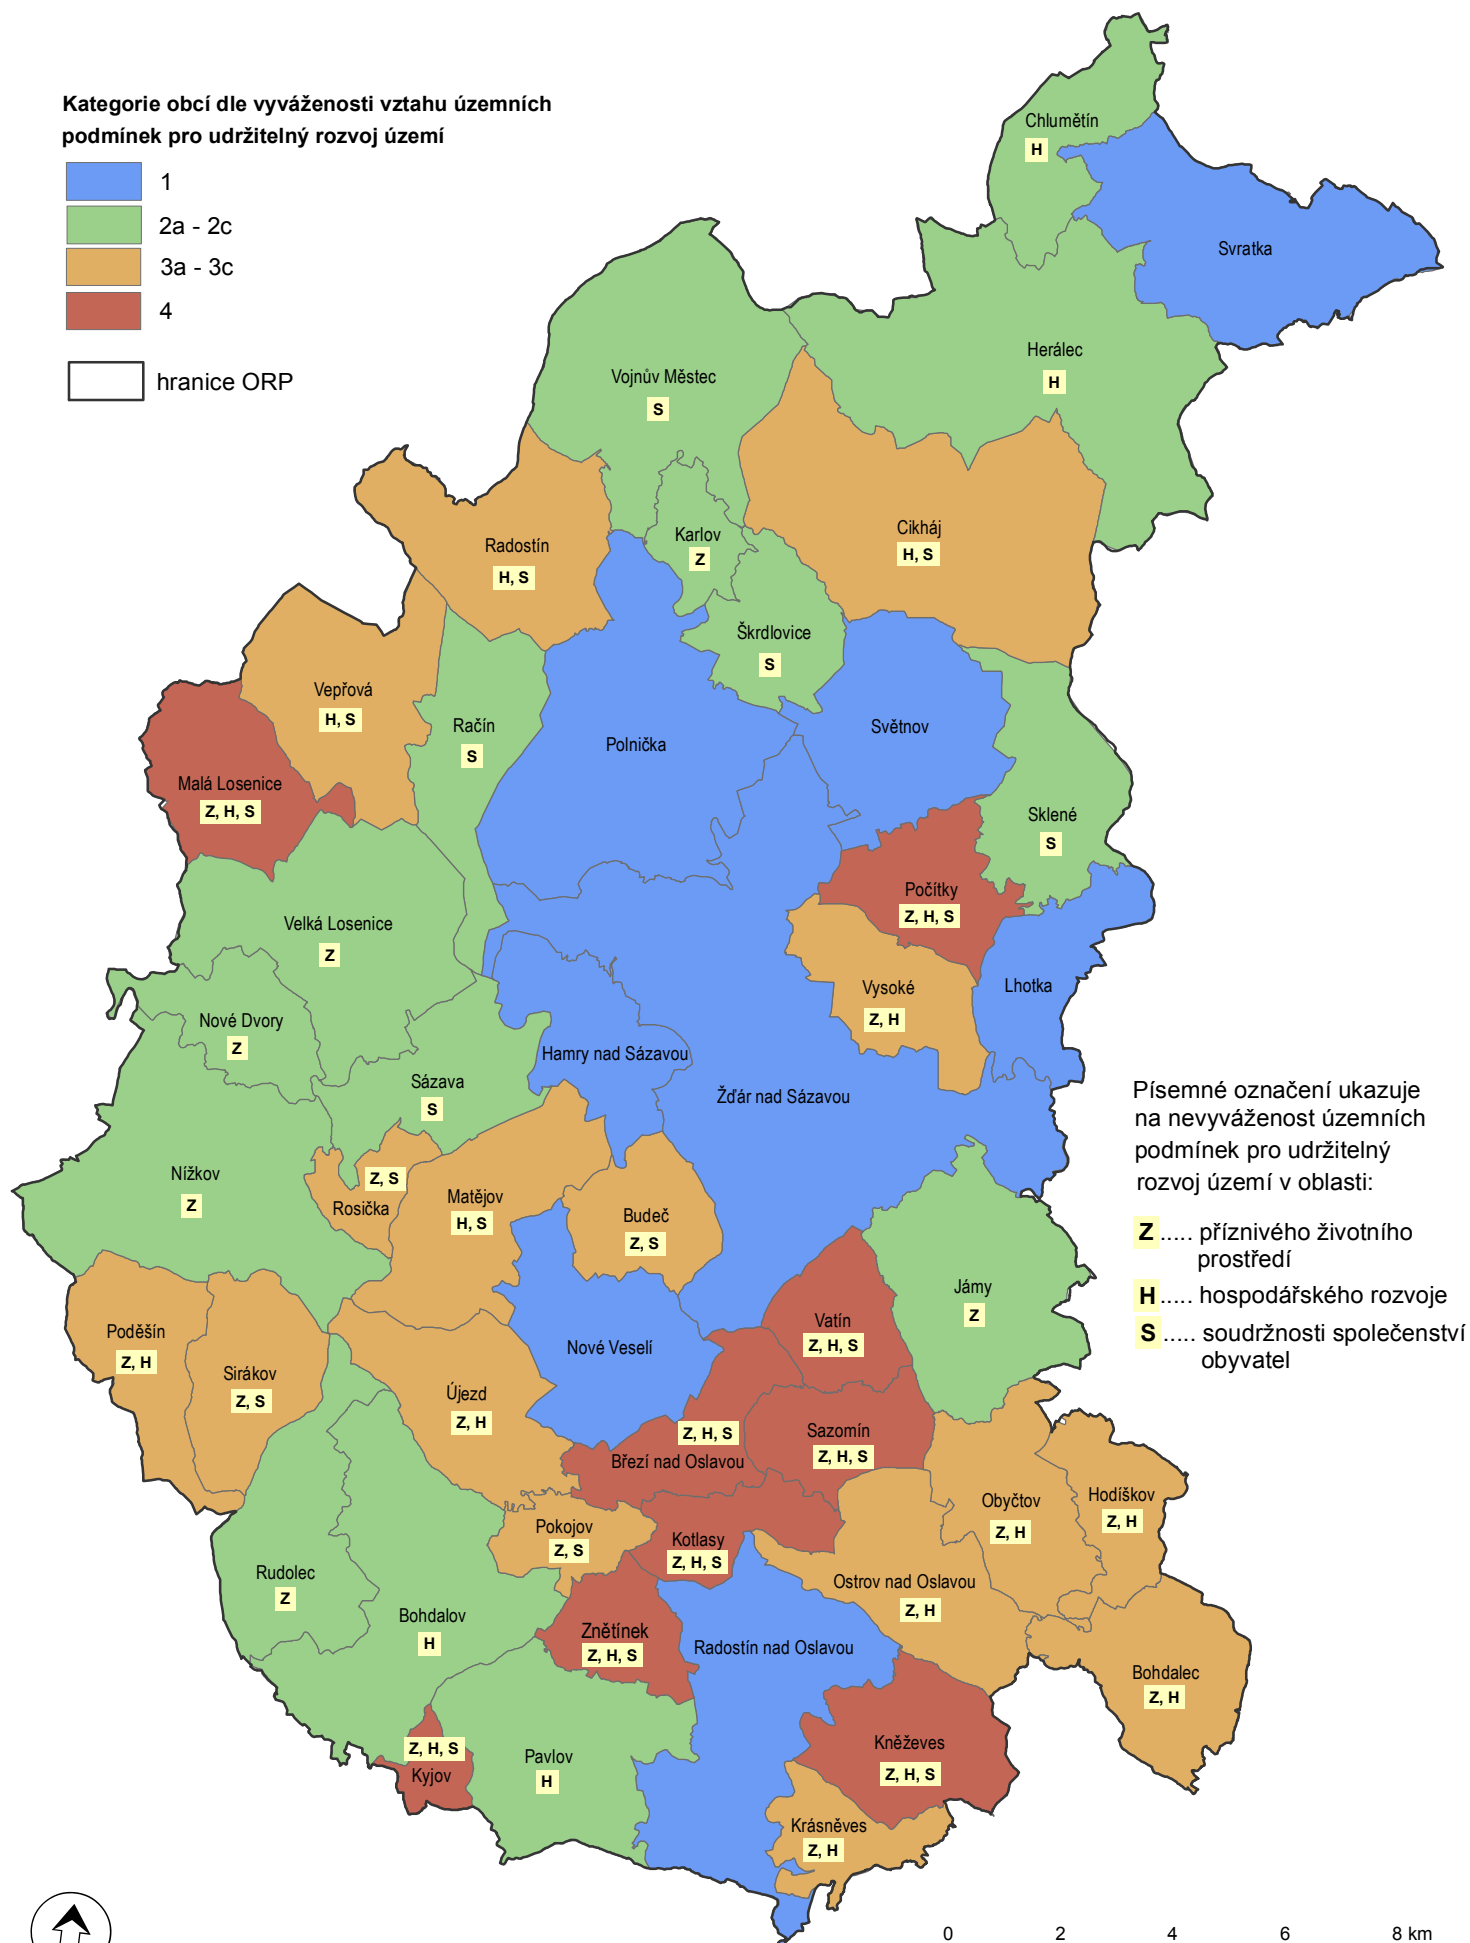 Kategorie obcí dle vyváženosti vztahu územních
podmínek pro udržitelný rozvoj území
1
2a - 2c
3a - 3c
4
hranice ORP
Chlumětín
H
Svratka
Herálec
H
Vojnův Městec
S
Cikháj
H, S
Karlov
Z
Radostín
H, S
Škrdlovice
S
Vepřová
H, S
Račín
S
Polnička
Světnov
Malá Losenice
Z, H, S
Sklené
S
Počítky
Z, H, S
Velká Losenice
Z
Vysoké
Z, H
Lhotka
Nové Dvory
Z
Hamry nad Sázavou
Sázava
S
Žďár nad Sázavou
Nížkov
Z
Z, S
Rosička
Matějov
H, S
Budeč
Z, S
Jámy
Z
Písemné označení ukazuje
na nevyváženost územních
podmínek pro udržitelný
rozvoj území v oblasti:
Z ..... příznivého životního
prostředí
H ..... hospodářského rozvoje
S ..... soudržnosti společenství
obyvatel
Poděšín
Z, H
Sirákov
Z, S
Nové Veselí
Vatín
Z, H, S
Újezd
Z, H
Z, H, S
Březí nad Oslavou
Sazomín
Z, H, S
Obyčtov
Z, H
Hodíškov
Z, H
Pokojov
Z, S
Kotlasy
Z, H, S
Rudolec
Z
Ostrov nad Oslavou
Z, H
Bohdalov
H
Znětínek
Z, H, S
Radostín nad Oslavou
Bohdalec
Z, H
Z, H, S
Kyjov
Pavlov
H
Kněževes
Z, H, S
Krásněves
Z, H
0 2 4 6 8 km